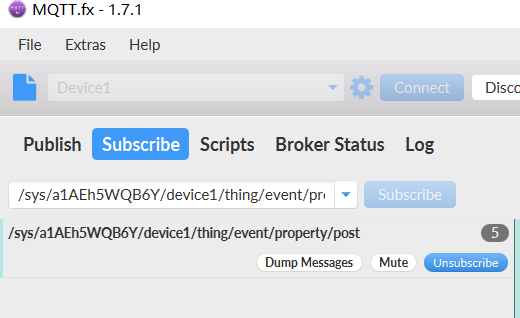 MQTT.fx - 1.7.1
File Extras Help
Device1 Connect Disco
Publish Subscribe Scripts Broker Status Log
/sys/a1AEh5WQB6Y/device1/thing/event/pr Subscribe
/sys/a1AEh5WQB6Y/device1/thing/event/property/post 5
Dump Messages Mute Unsubscribe